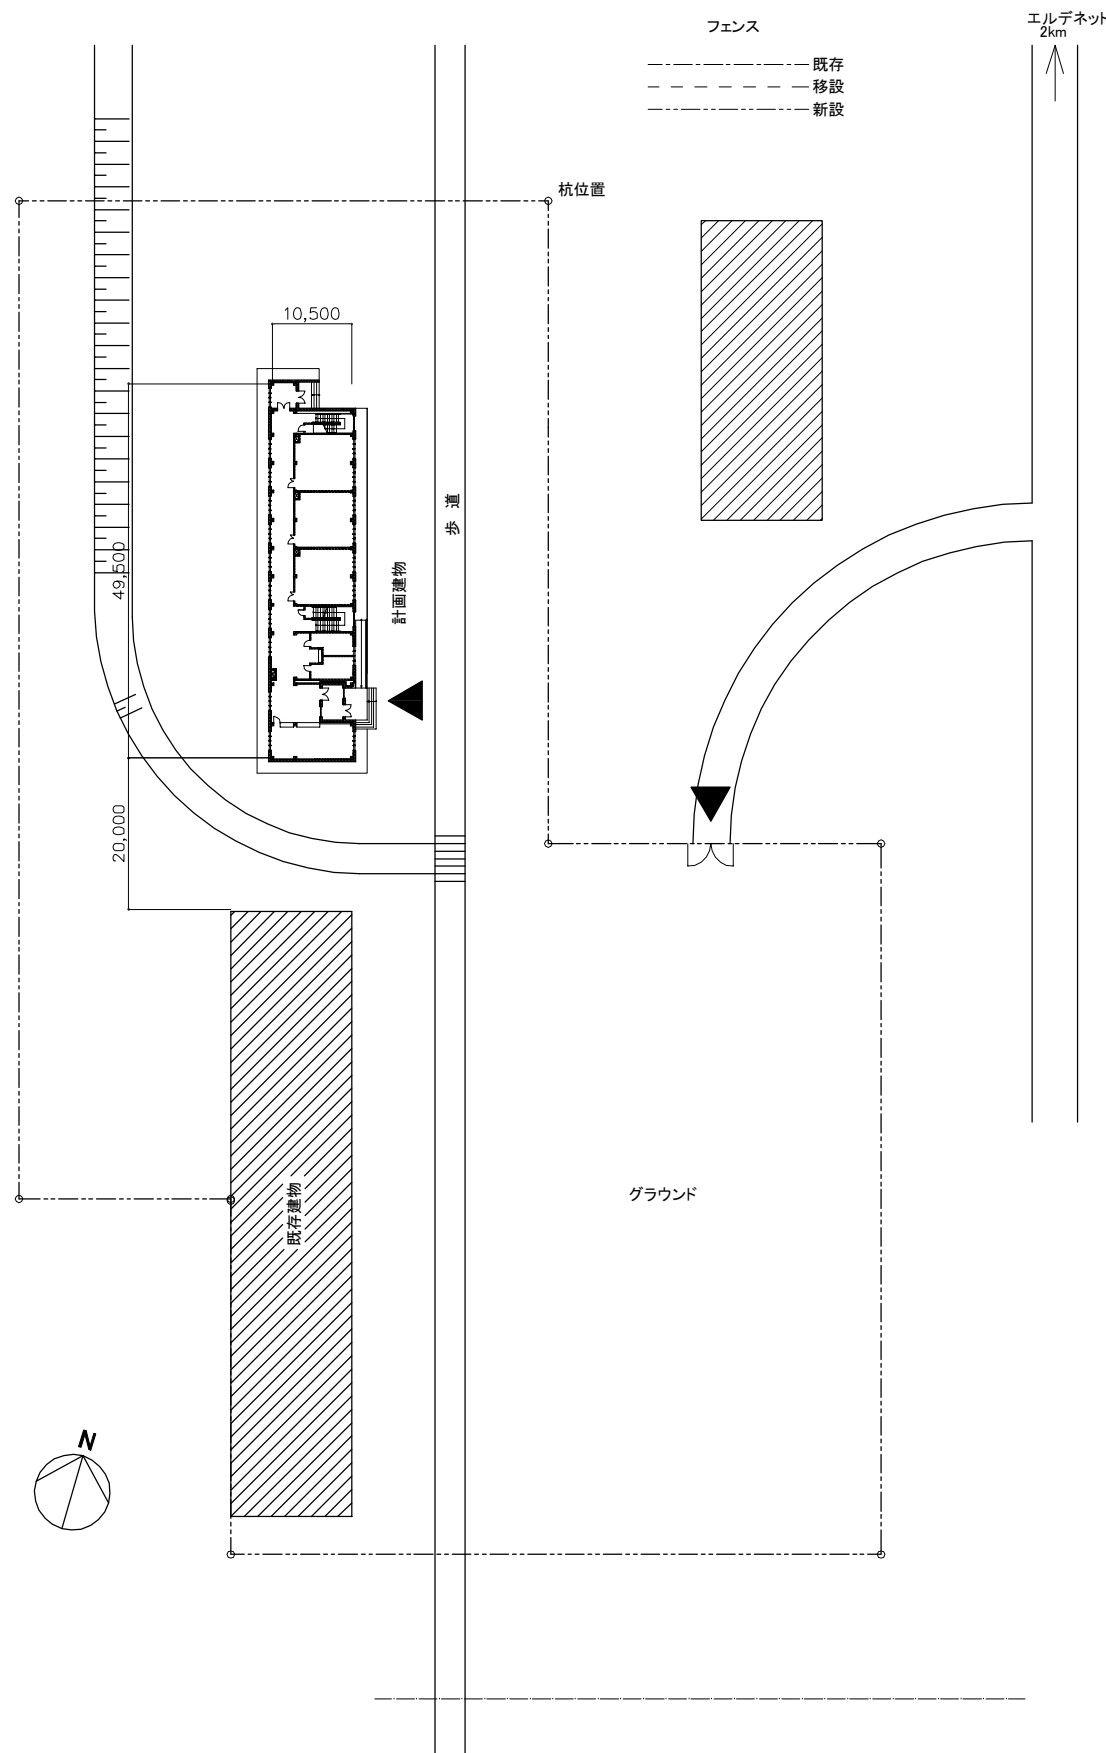 エルデネット
2km
フェンス
既存
移設
新設
杭位置
10,500
歩道
計画建物
49,500
20,000
グラウンド
既存建物
N